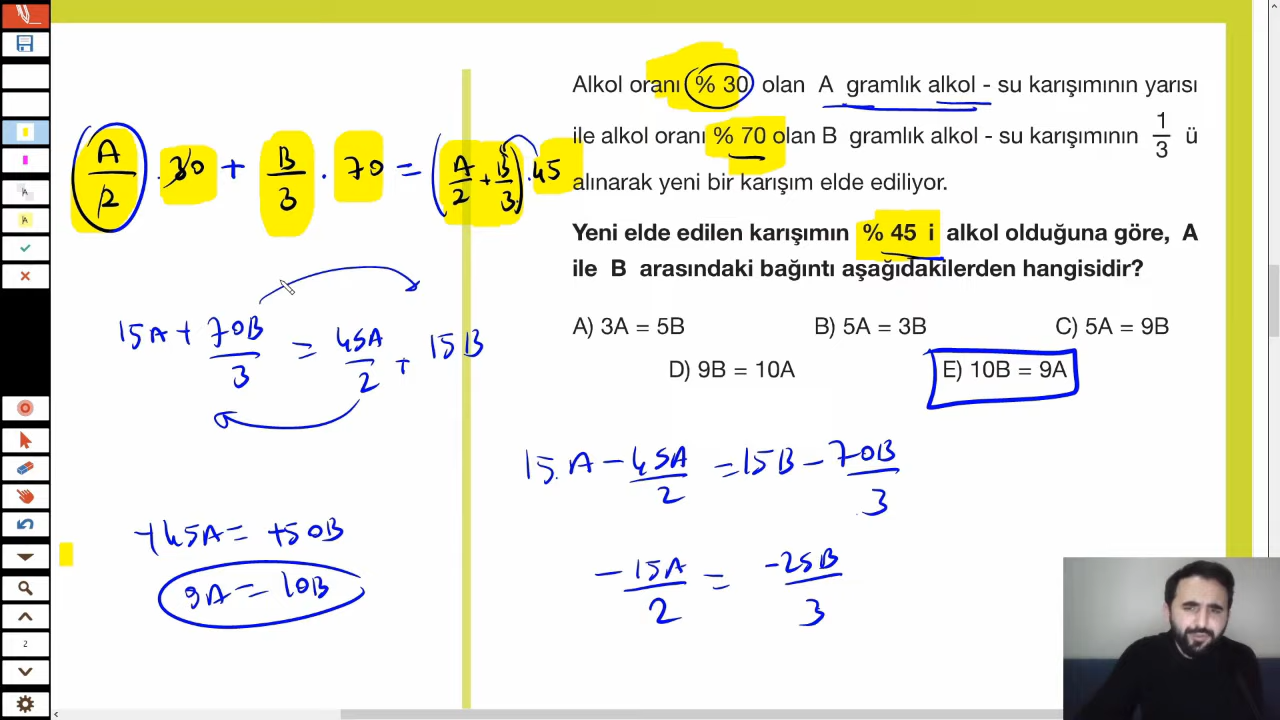 Alkol oranı % 30 olan A gramlık alkol - su karışımının yarısı
ile alkol oranı % 70 olan B gramlık alkol - su karışımının 1/3 ü
alınarak yeni bir karışım elde ediliyor.
Yeni elde edilen karışımın % 45 i alkol olduğuna göre, A
ile B arasındaki bağıntı aşağıdakilerden hangisidir?
A) 3A = 5B B) 5A = 3B C) 5A = 9B
D) 9B = 10A E) 10B = 9A
A/2 . 30 + B/3 . 70 = (A/2 + B/3) . 45
15A + 70B/3 = 45A/2 + 15B
15.A - 45A/2 = 15B - 70B/3
-15A/2 = -25B/3
+45A = +50B
9A = 10B
2